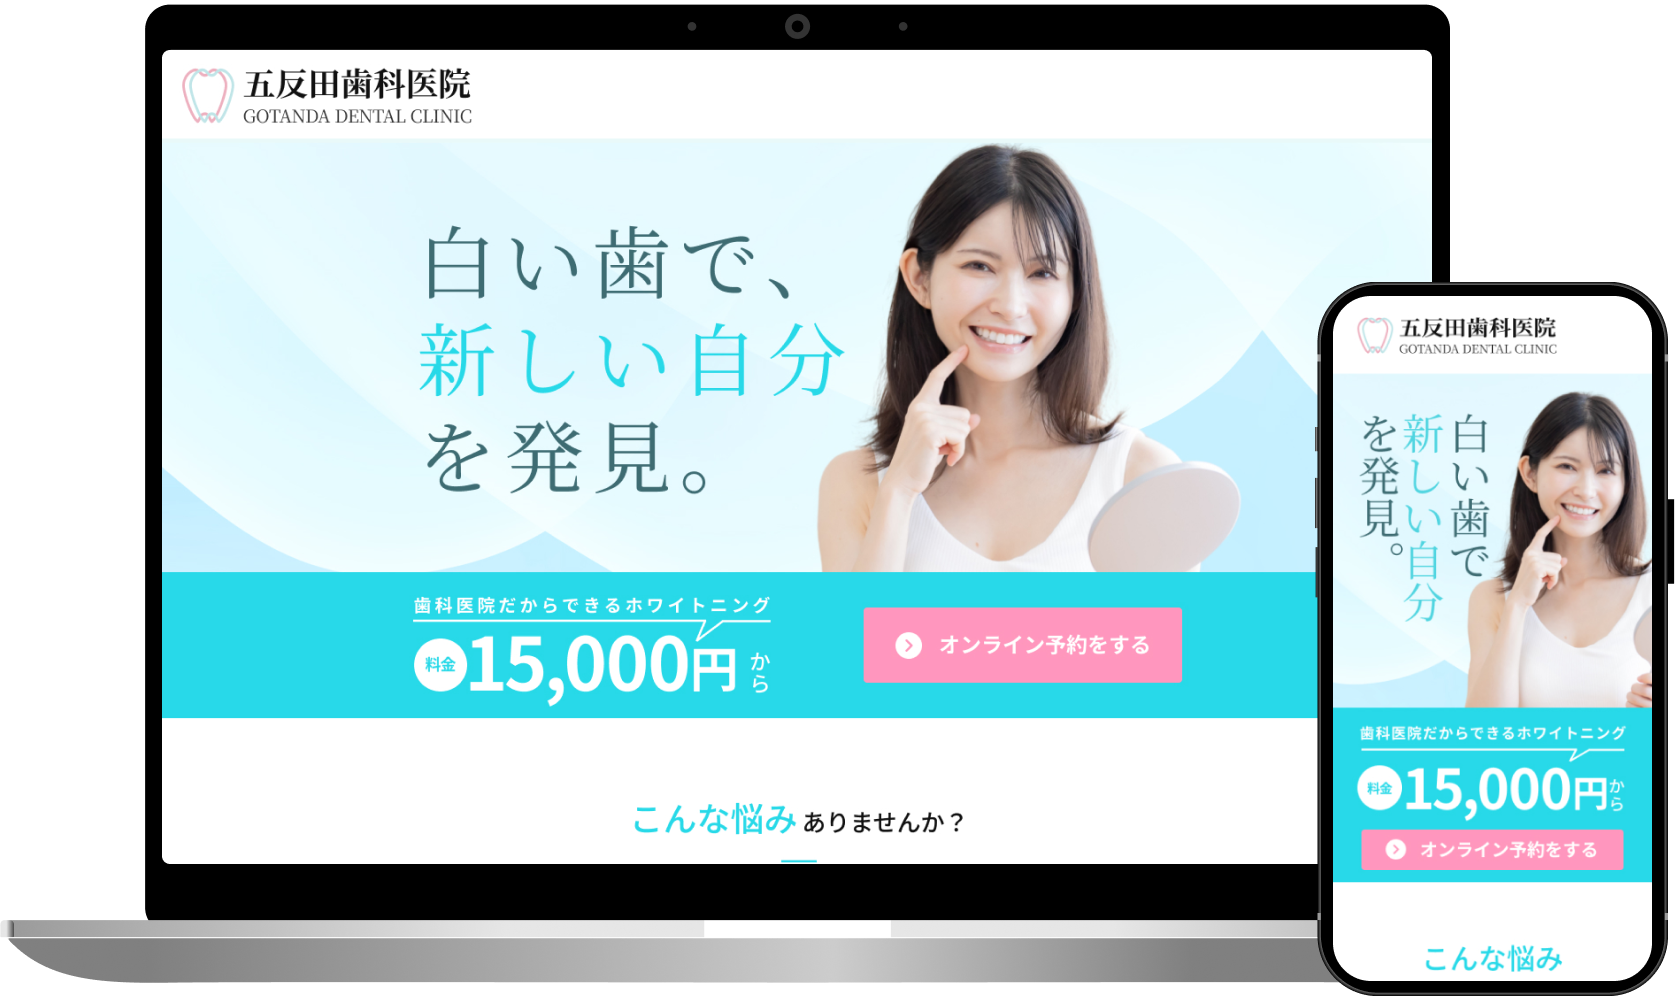 五反田歯科医院
GOTANDA DENTAL CLINIC
白い歯で、
新しい自分
を発見。
歯科医院だからできるホワイトニング
料金15,000円から
オンライン予約をする
こんな悩みありませんか？
五反田歯科医院
GOTANDA DENTAL CLINIC
白い歯で
新しい自分
を発見。
歯科医院だからできるホワイトニング
料金15,000円から
オンライン予約をする
こんな悩み